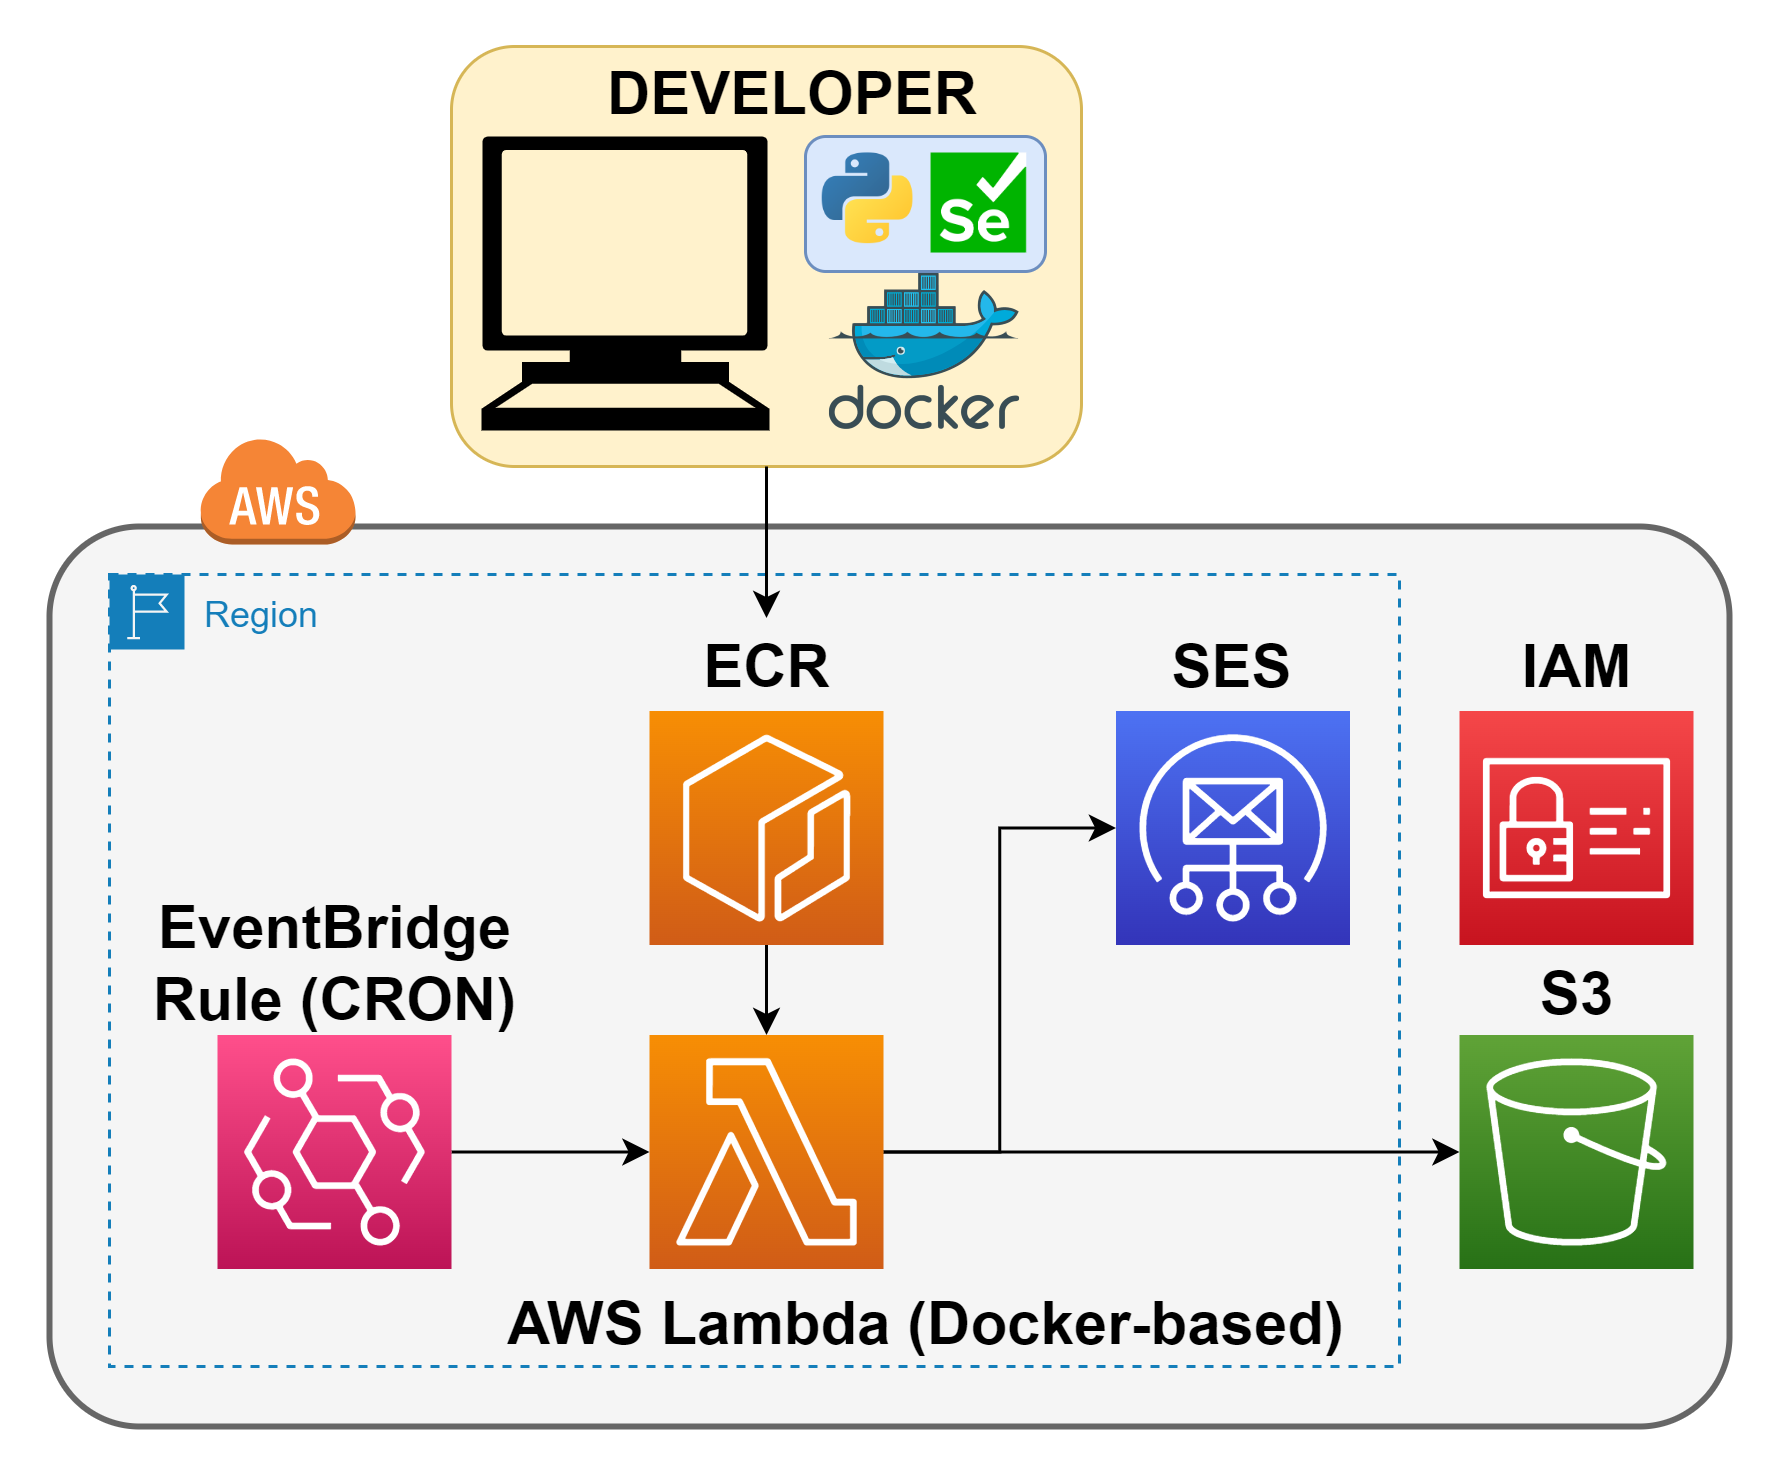 DEVELOPER
Se
docker
AWS
Region
ECR
SES
IAM
EventBridge
Rule (CRON)
S3
AWS Lambda (Docker-based)